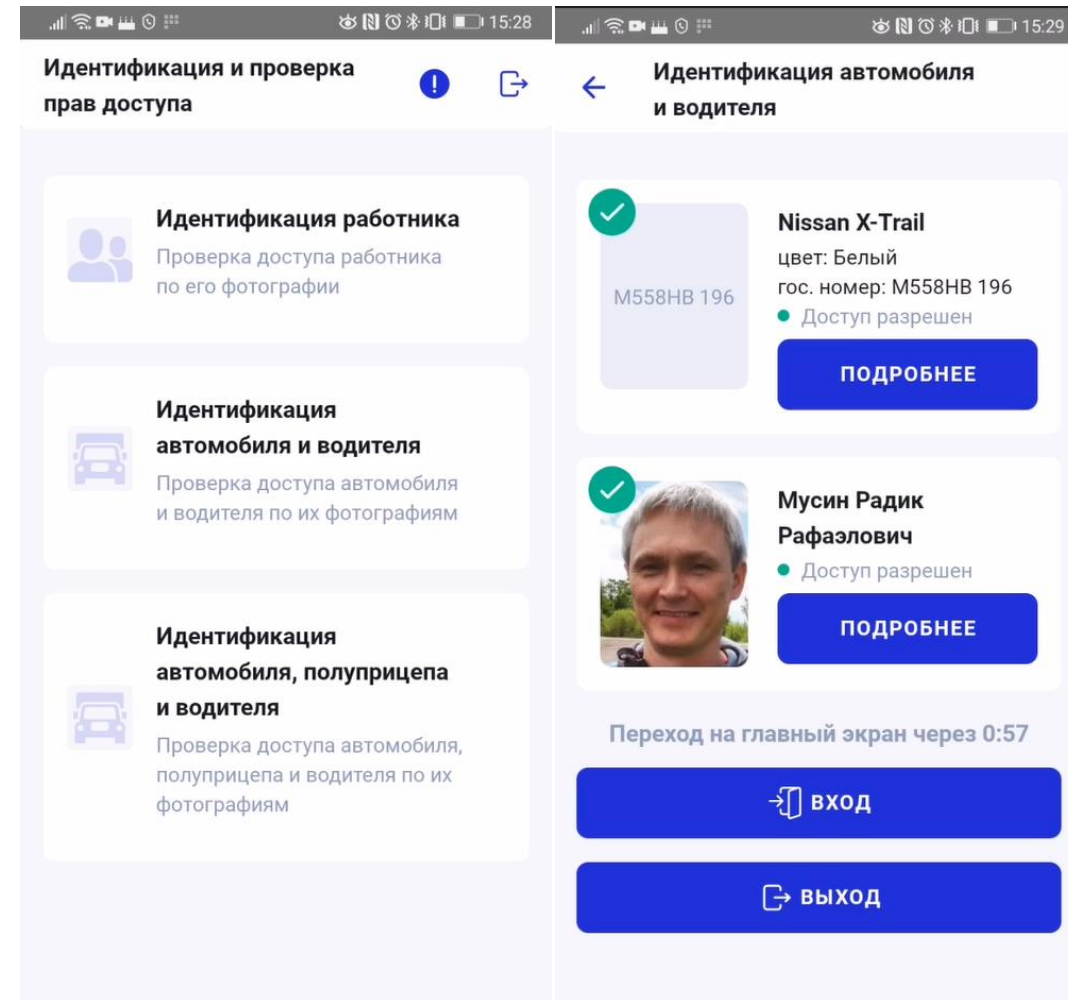 15:28
Идентификация и проверка
прав доступа
Идентификация работника
Проверка доступа работника
по его фотографии
Идентификация
автомобиля и водителя
Проверка доступа автомобиля
и водителя по их фотографиям
Идентификация
автомобиля, полуприцепа
и водителя
Проверка доступа автомобиля,
полуприцепа и водителя по их
фотографиям
15:29
Идентификация автомобиля
и водителя
М558НВ 196
Nissan X-Trail
цвет: Белый
гос. номер: М558НВ 196
Доступ разрешен
ПОДРОБНЕЕ
Мусин Радик
Рафаэлович
Доступ разрешен
ПОДРОБНЕЕ
Переход на главный экран через 0:57
ВХОД
ВЫХОД